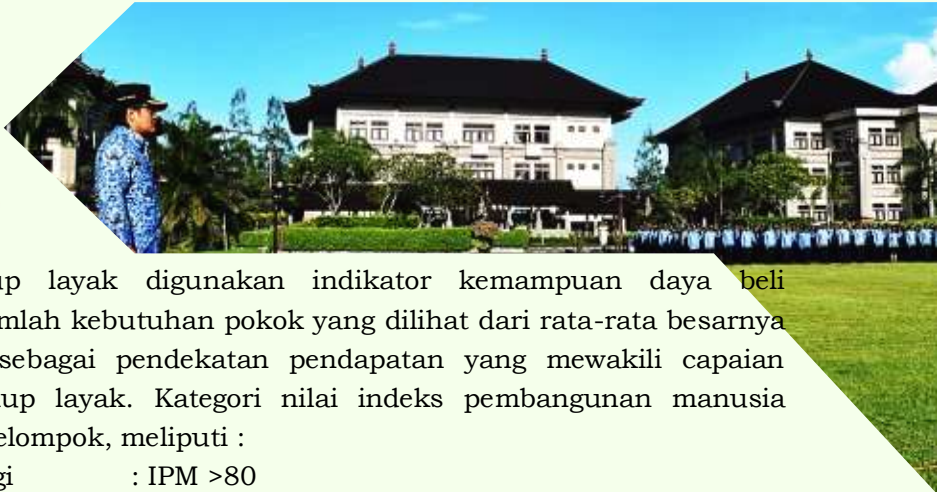 up layak digunakan indikator kemampuan daya beli
mlah kebutuhan pokok yang dilihat dari rata-rata besarnya
sebagai pendekatan pendapatan yang mewakili capaian
up layak. Kategori nilai indeks pembangunan manusia
elompok, meliputi :
gi : IPM >80